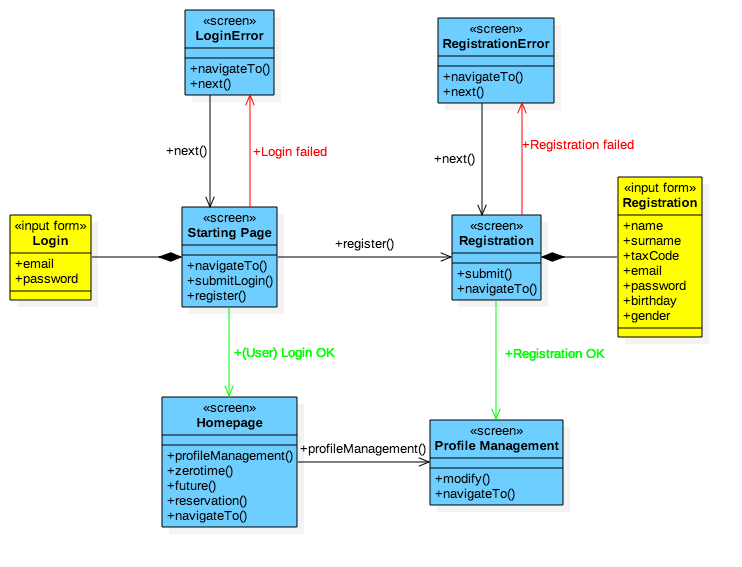 «screen»
LoginError
+navigateTo()
+next()
«screen»
RegistrationError
+navigateTo()
+next()
+next()
+Login failed
+next()
+Registration failed
«input form»
Login
+email
+password
«screen»
Starting Page
+navigateTo()
+submitLogin()
+register()
+register()
«screen»
Registration
+submit()
+navigateTo()
«input form»
Registration
+name
+surname
+taxCode
+email
+password
+birthday
+gender
+(User) Login OK
+Registration OK
«screen»
Homepage
+profileManagement()
+zerotime()
+future()
+reservation()
+navigateTo()
+profileManagement()
«screen»
Profile Management
+modify()
+navigateTo()